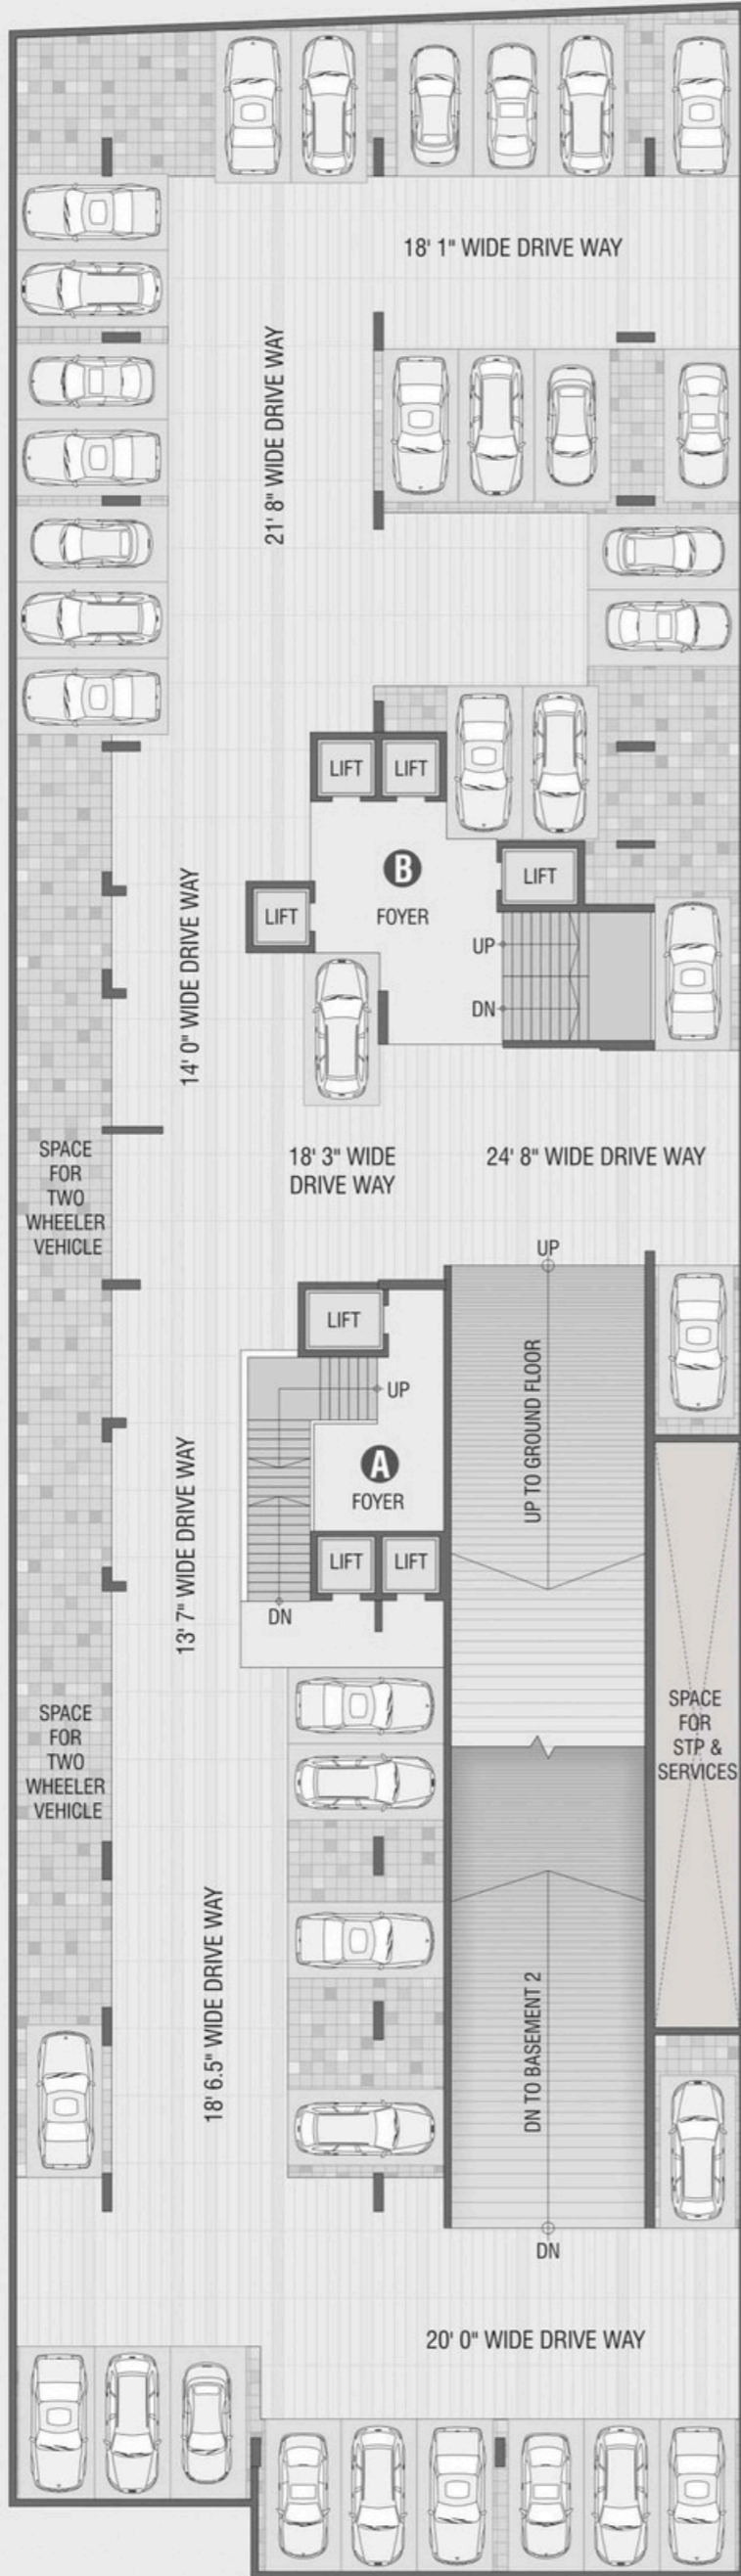 18' 1" WIDE DRIVE WAY
21' 8" WIDE DRIVE WAY
LIFT
LIFT
B
FOYER
LIFT
LIFT
UP
DN
14' 0" WIDE DRIVE WAY
SPACE
FOR
TWO
WHEELER
VEHICLE
18' 3" WIDE
DRIVE WAY
24' 8" WIDE DRIVE WAY
UP
LIFT
UP
UP TO GROUND FLOOR
A
FOYER
13' 7" WIDE DRIVE WAY
LIFT
LIFT
DN
SPACE
FOR
TWO
WHEELER
VEHICLE
SPACE
FOR
STP &
SERVICES
18' 6.5" WIDE DRIVE WAY
DN TO BASEMENT 2
DN
20' 0" WIDE DRIVE WAY